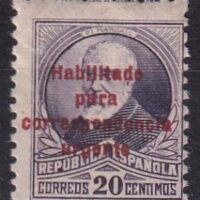 Habilitado
para
correspondencia
urgente
REPUBLICA ESPAÑOLA
CORREOS 20 CENTIMOS